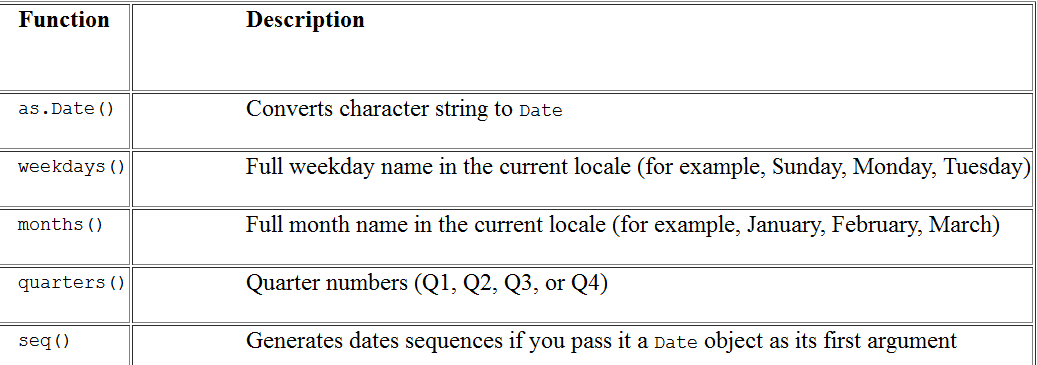 Function Description
as.Date() Converts character string to Date
weekdays() Full weekday name in the current locale (for example, Sunday, Monday, Tuesday)
months() Full month name in the current locale (for example, January, February, March)
quarters() Quarter numbers (Q1, Q2, Q3, or Q4)
seq() Generates dates sequences if you pass it a Date object as its first argument